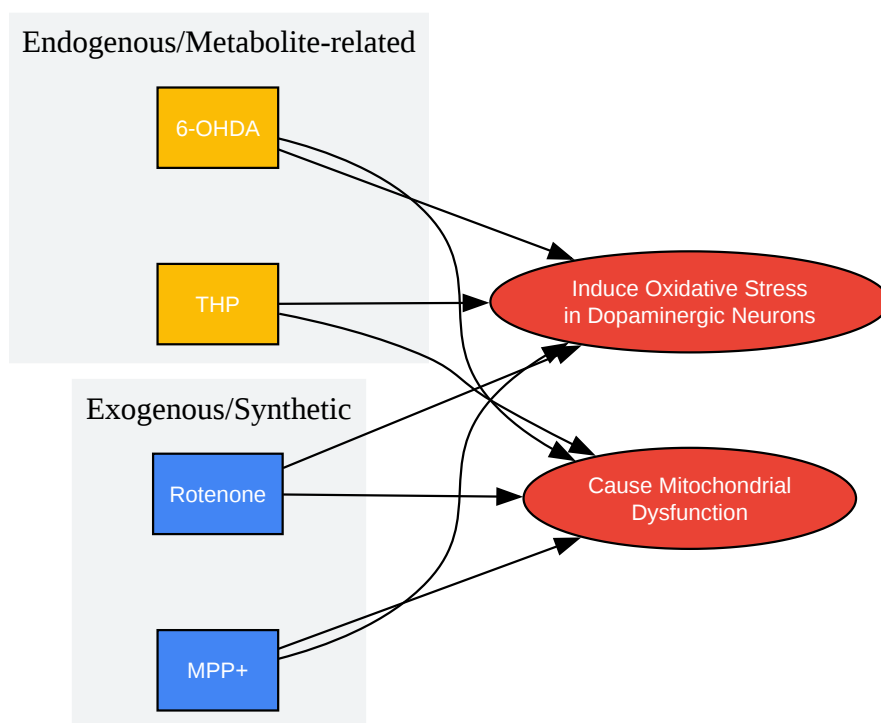 Endogenous/Metabolite-related
6-OHDA
THP
Induce Oxidative Stress
in Dopaminergic Neurons
Exogenous/Synthetic
Rotenone
MPP+
Cause Mitochondrial
Dysfunction